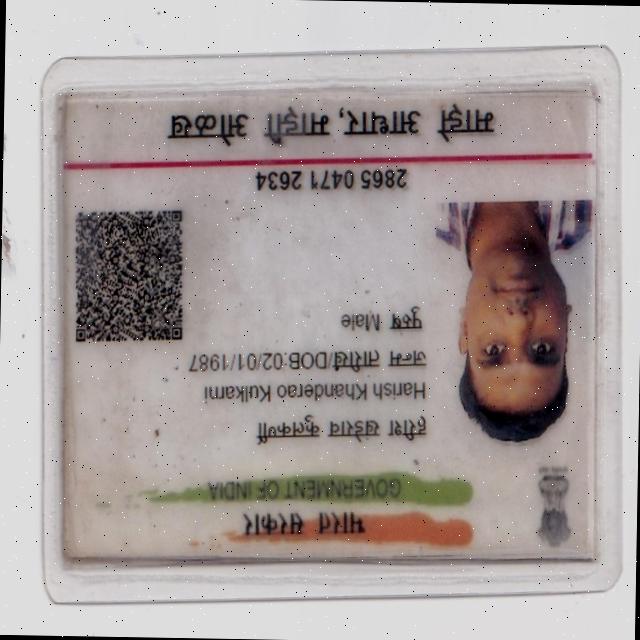 भारत सरकार
GOVERNMENT OF INDIA
हरीश खंडेराव कुलकर्णी
Harish Khanderao Kulkarni
जन्म तारीख/DOB:02/01/1987
पुरुष Male
2865 0471 2634
माझे आधार, माझी ओळख